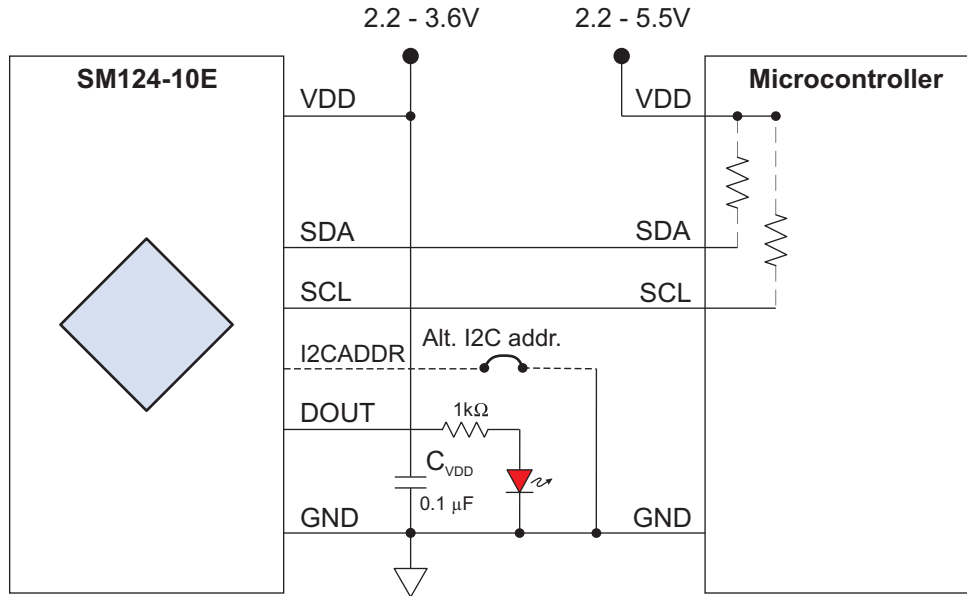 2.2 - 3.6V
2.2 - 5.5V
SM124-10E
Microcontroller
VDD
VDD
SDA
SDA
SCL
SCL
I2CADDR
Alt. I2C addr.
DOUT
1kΩ
CVDD
0.1 μF
GND
GND